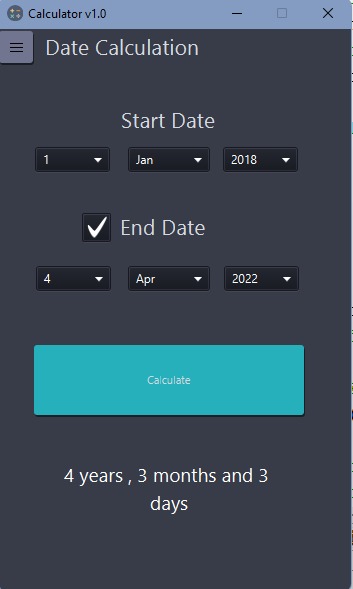 Calculator v1.0
Date Calculation
Start Date
1 Jan 2018
End Date
4 Apr 2022
Calculate
4 years , 3 months and 3
days